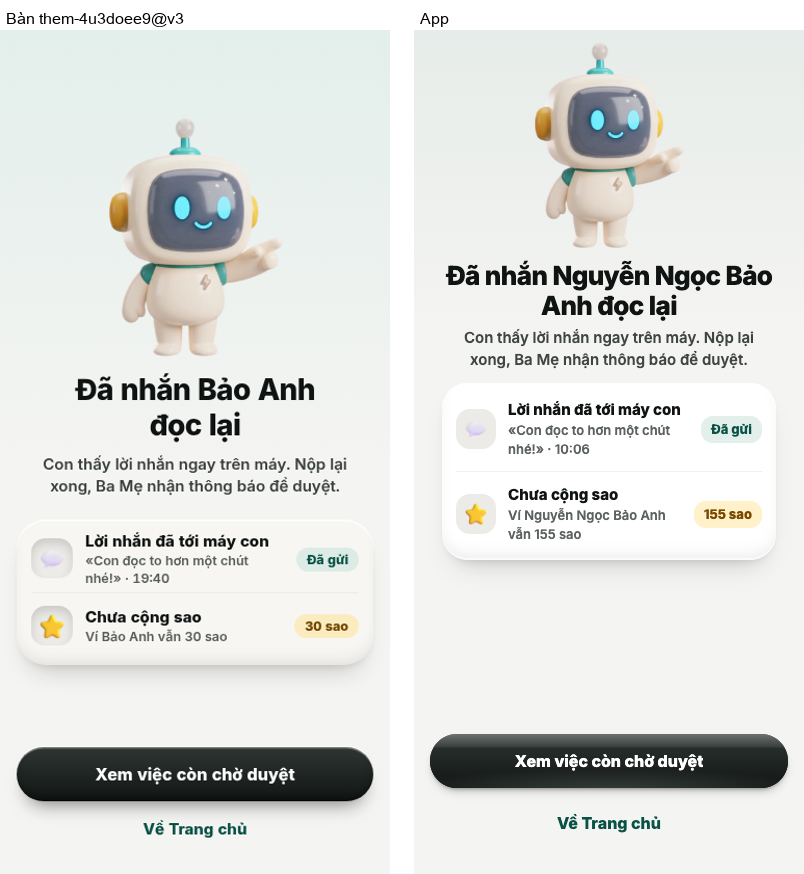 Bản them-4u3doee9@v3
Đã nhắn Bảo Anh
đọc lại
Con thấy lời nhắn ngay trên máy. Nộp lại
xong, Ba Mẹ nhận thông báo để duyệt.
Lời nhắn đã tới máy con
«Con đọc to hơn một chút
nhé!» · 19:40
Đã gửi
Chưa cộng sao
Ví Bảo Anh vẫn 30 sao
30 sao
Xem việc còn chờ duyệt
Về Trang chủ
App
Đã nhắn Nguyễn Ngọc Bảo
Anh đọc lại
Con thấy lời nhắn ngay trên máy. Nộp lại
xong, Ba Mẹ nhận thông báo để duyệt.
Lời nhắn đã tới máy con
«Con đọc to hơn một chút
nhé!» · 10:06
Đã gửi
Chưa cộng sao
Ví Nguyễn Ngọc Bảo Anh
vẫn 155 sao
155 sao
Xem việc còn chờ duyệt
Về Trang chủ